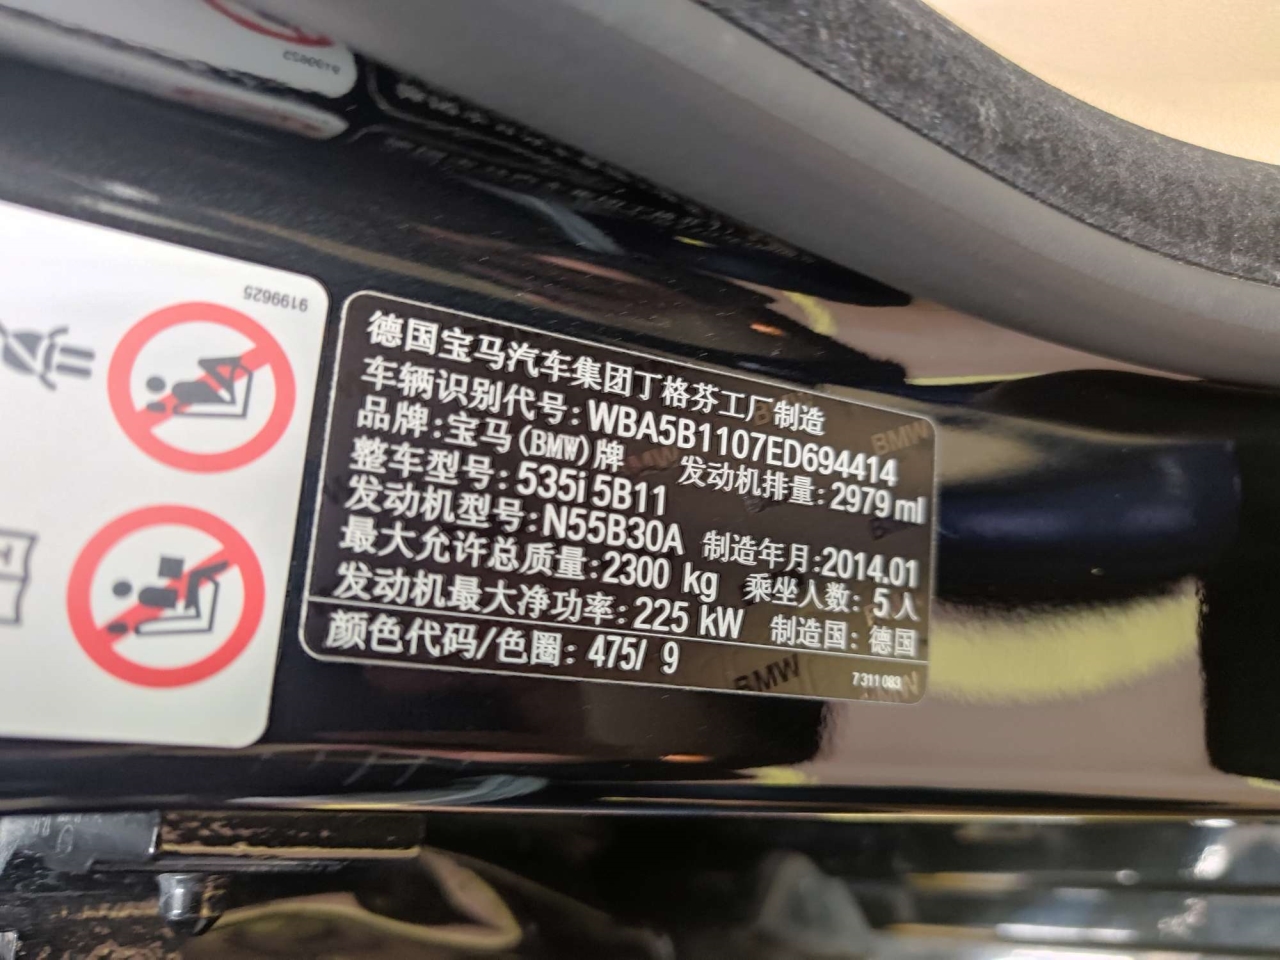 9199625
德国宝马汽车集团丁格芬工厂制造
车辆识别代号:WBA5B1107ED694414
品牌:宝马(BMW)牌 发动机排量:2979 ml
整车型号:535i 5B11
发动机型号:N55B30A 制造年月:2014.01
最大允许总质量:2300 kg 乘坐人数:5人
发动机最大净功率:225 kW 制造国:德国
颜色代码/色圈:475/ 9
7 311 083
BMW
BMW